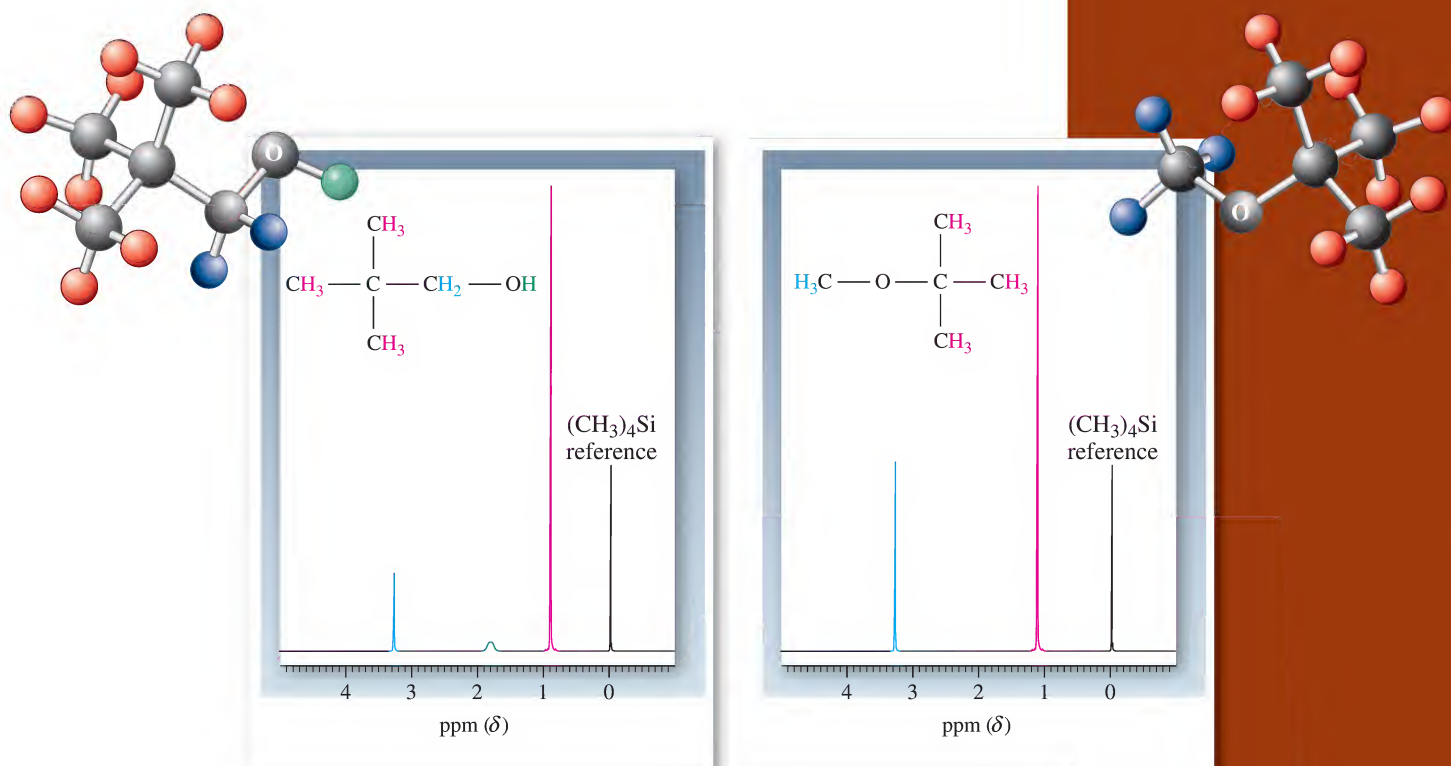 O
CH₃
CH₃ — C — CH₂ — OH
CH₃
(CH₃)₄Si
reference
4 3 2 1 0
ppm (δ)
CH₃
H₃C — O — C — CH₃
CH₃
(CH₃)₄Si
reference
4 3 2 1 0
ppm (δ)
O